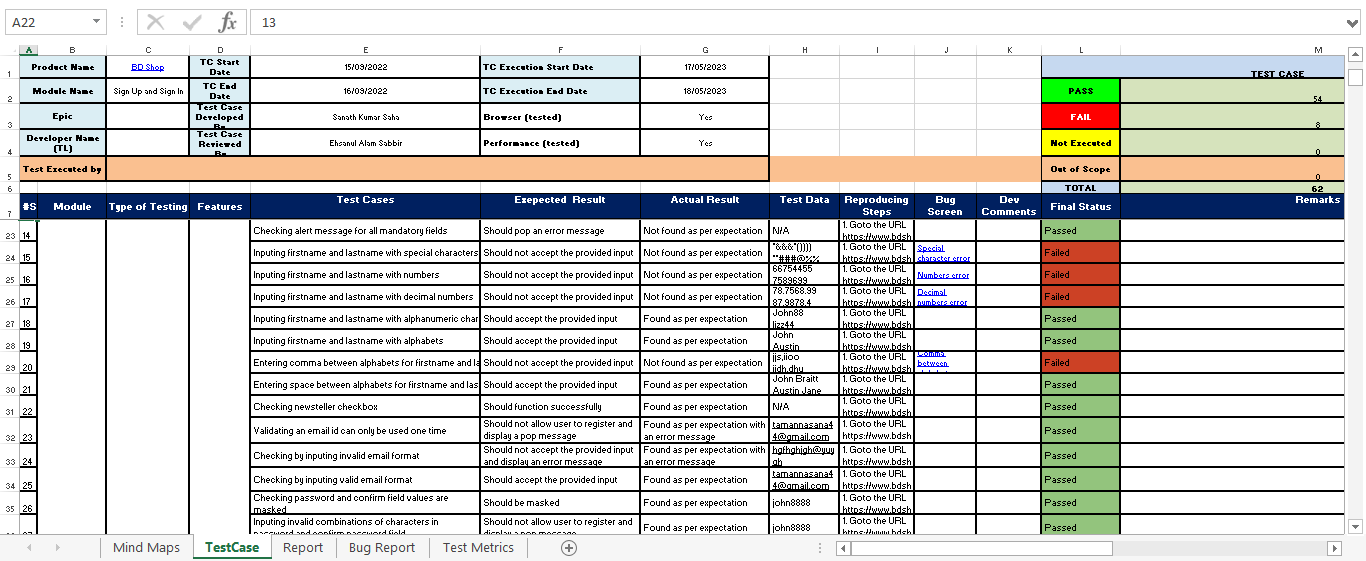 A22 fx 13
A B C D E F G H I J K L M
1 Product Name BD Shop TC Start Date 15/09/2022 TC Execution Start Date 17/05/2023 TEST CASE
2 Module Name Sign Up and Sign In TC End Date 16/09/2022 TC Execution End Date 18/05/2023 PASS 54
3 Epic Test Case Developed By Sanath Kumar Saha Browser (tested) Yes FAIL 8
4 Developer Name (TL) Test Case Reviewed By Ehsanul Alam Sabbir Performance (tested) Yes Not Executed 0
5 Test Executed by Out of Scope 0
6 TOTAL 62
7 #S Module Type of Testing Features Test Cases Exepected Result Actual Result Test Data Reproducing Steps Bug Screen Dev Comments Final Status Remarks
23 14 Checking alert message for all mandatory fields Should pop an error message Not found as per expectation N/A 1. Goto the URL https://www.bdsh Passed
24 15 Inputing firstname and lastname with special characters Should not accept the provided input Not found as per expectation 1. Goto the URL https://www.bdsh Special character error Failed
25 16 Inputing firstname and lastname with numbers Should not accept the provided input Not found as per expectation 66754455 7589699 1. Goto the URL https://www.bdsh Numbers error Failed
26 17 Inputing firstname and lastname with decimal numbers Should not accept the provided input Not found as per expectation 78.7568.99 87.9878.4 1. Goto the URL https://www.bdsh Decimal numbers error Failed
27 18 Inputing firstname and lastname with alphanumeric char Should accept the provided input Found as per expectation John88 lizz44 1. Goto the URL https://www.bdsh Passed
28 19 Inputing firstname and lastname with alphabets Should accept the provided input Found as per expectation John Austin 1. Goto the URL https://www.bdsh Passed
29 20 Entering comma between alphabets for firstname and la Should not accept the provided input Not found as per expectation jjs,iioo jjdh,dhu 1. Goto the URL https://www.bdsh Comma between Failed
30 21 Entering space between alphabets for firstname and las Should accept the provided input Found as per expectation John Braitt Austin Jane 1. Goto the URL https://www.bdsh Passed
31 22 Checking newsteller checkbox Should function successfully Found as per expectation N/A 1. Goto the URL https://www.bdsh Passed
32 23 Validating an email id can only be used one time Should not allow user to register and display a pop message Found as per expectation with an error message tamannasana44@gmail.com 1. Goto the URL https://www.bdsh Passed
33 24 Checking by inputing invalid email format Should not accept the provided input and display an error message Found as per expectation with an error message hgfhghjgh@yuygh 1. Goto the URL https://www.bdsh Passed
34 25 Checking by inputing valid email format Should accept the provided input Found as per expectation tamannasana44@gmail.com 1. Goto the URL https://www.bdsh Passed
35 26 Checking password and confirm field values are masked Should be masked Found as per expectation john8888 1. Goto the URL https://www.bdsh Passed
Inputing invalid combinations of characters in password and confirm password field Should not allow user to register and display a pop message Found as per expectation john8888 1. Goto the URL https://www.bdsh Passed
Mind Maps TestCase Report Bug Report Test Metrics